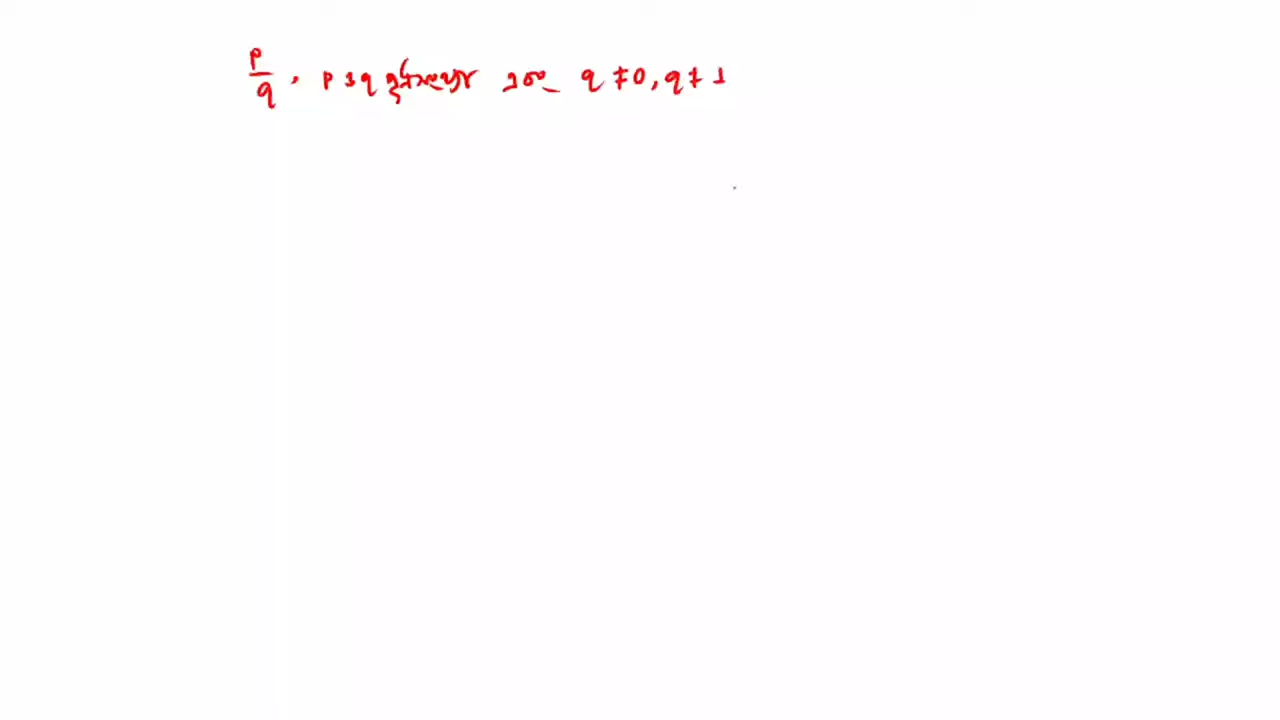 p/q, p ও q পূর্ণসংখ্যা এবং q ≠ 0, q ≠ 1